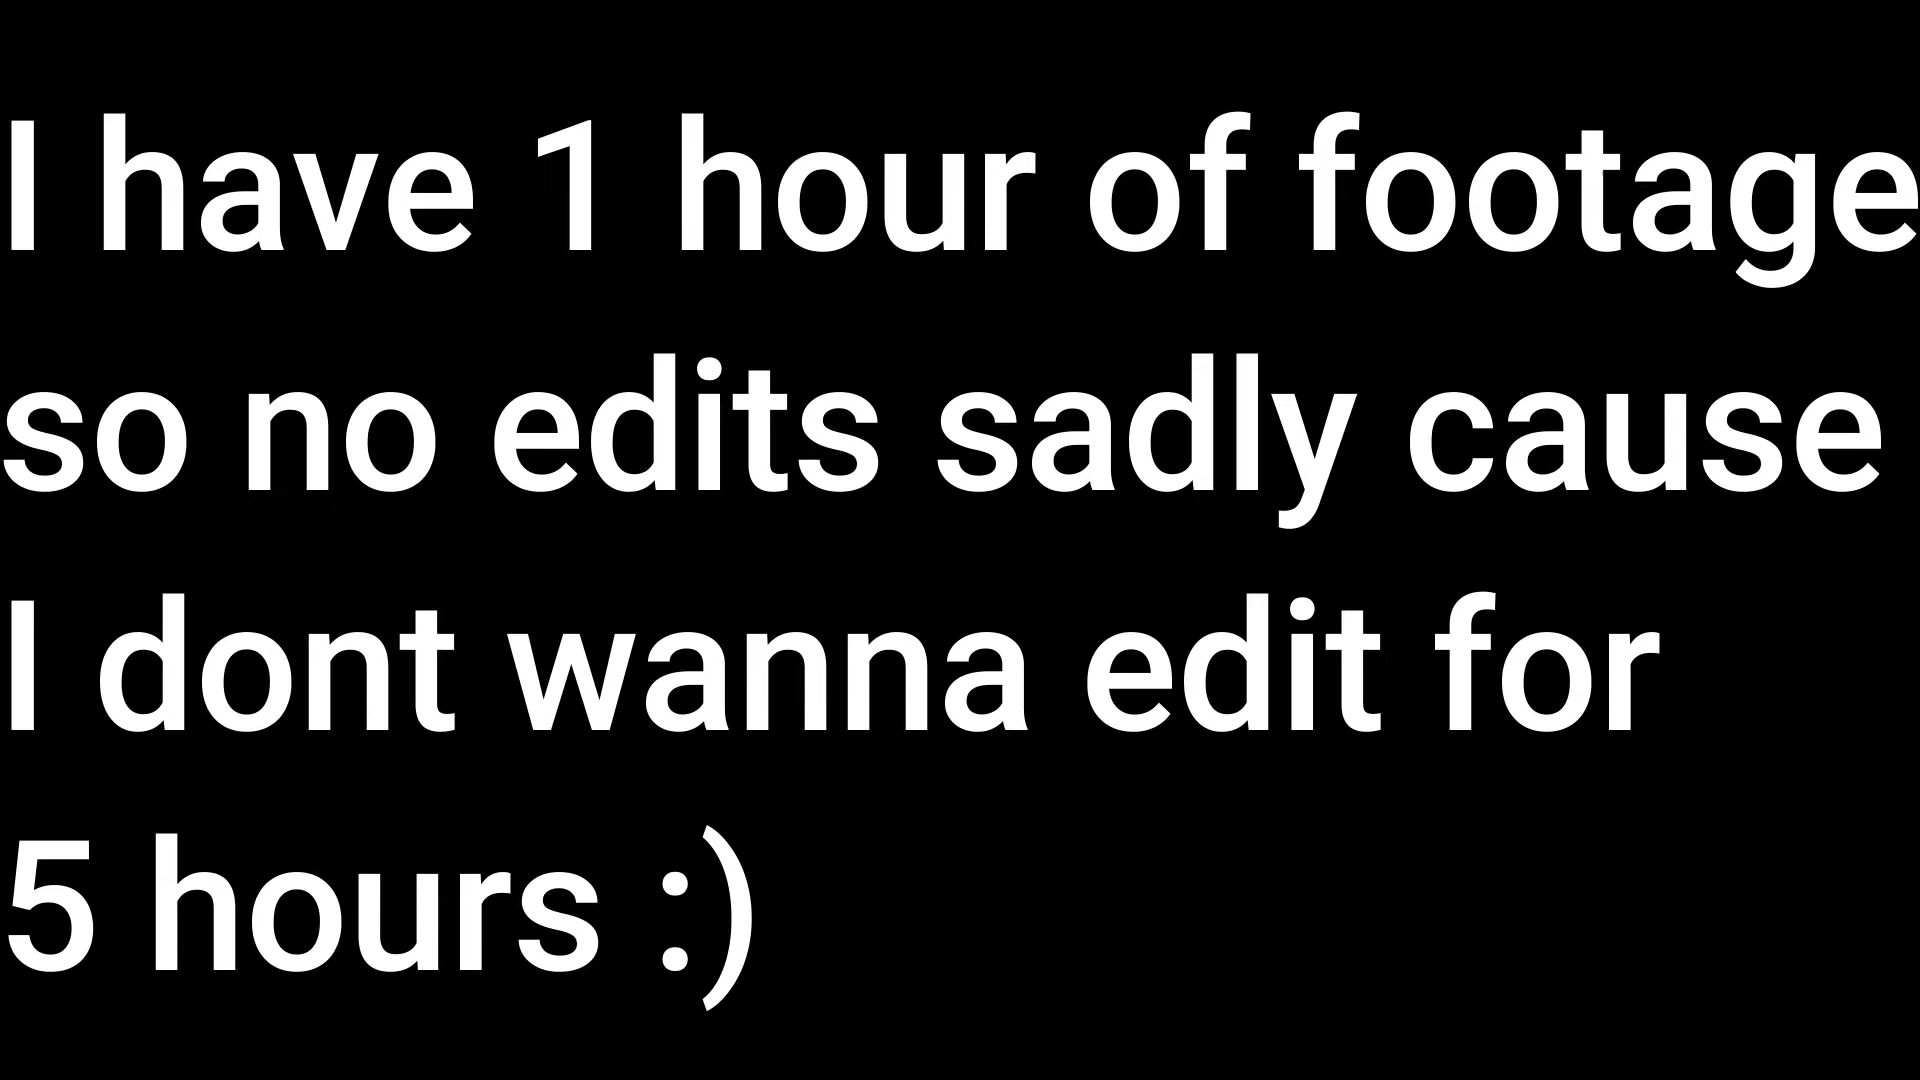 I have 1 hour of footage
so no edits sadly cause
I dont wanna edit for
5 hours :)